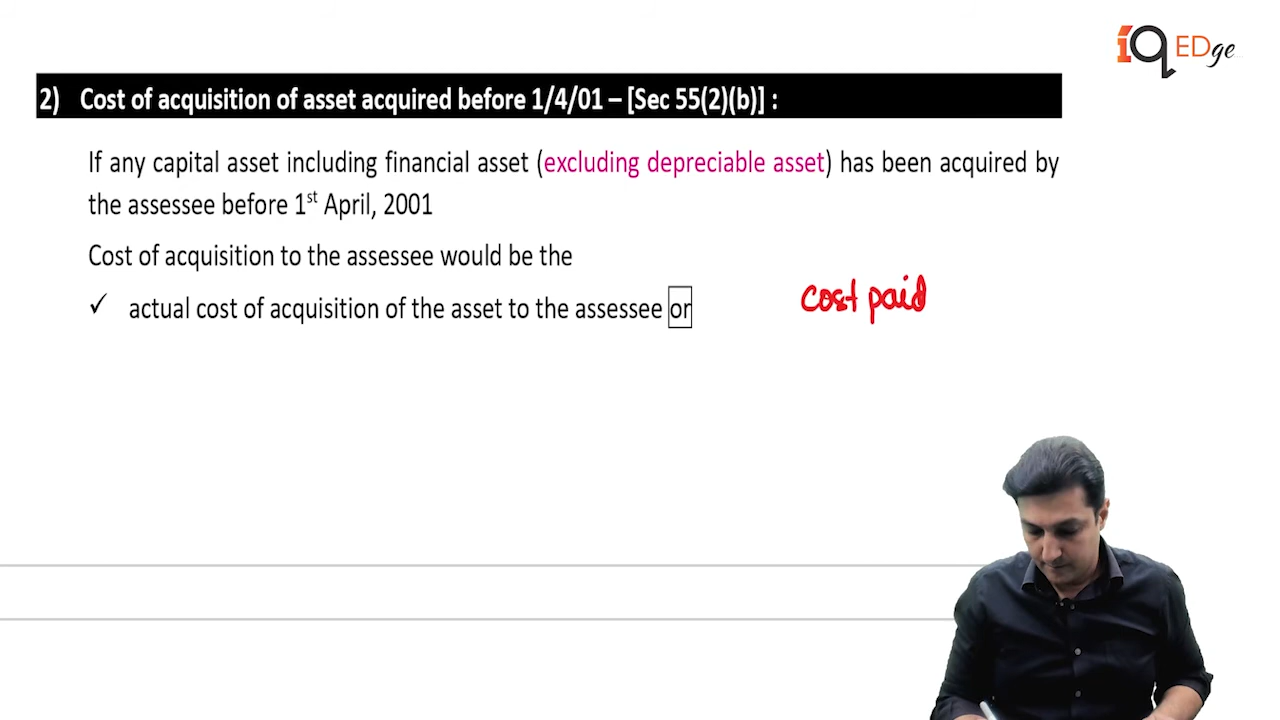 iQ EDge
2) Cost of acquisition of asset acquired before 1/4/01 – [Sec 55(2)(b)] :
If any capital asset including financial asset (excluding depreciable asset) has been acquired by
the assessee before 1st April, 2001
Cost of acquisition to the assessee would be the
✓ actual cost of acquisition of the asset to the assessee or
cost paid